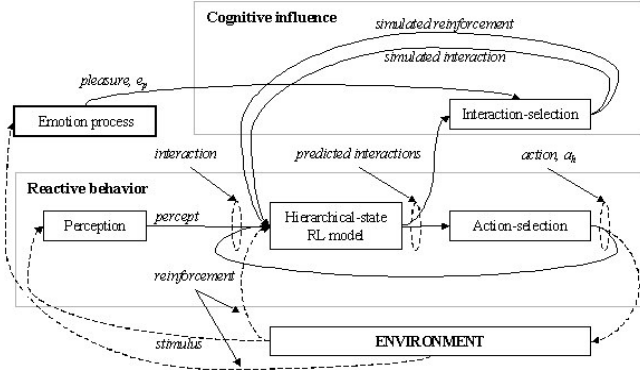 Cognitive influence
simulated reinforcement
simulated interaction
pleasure, eₚ
Emotion process
Interaction-selection
interaction
predicted interactions
action, aₕ
Reactive behavior
Perception
percept
Hierarchical-state
RL model
Action-selection
reinforcement
stimulus
ENVIRONMENT